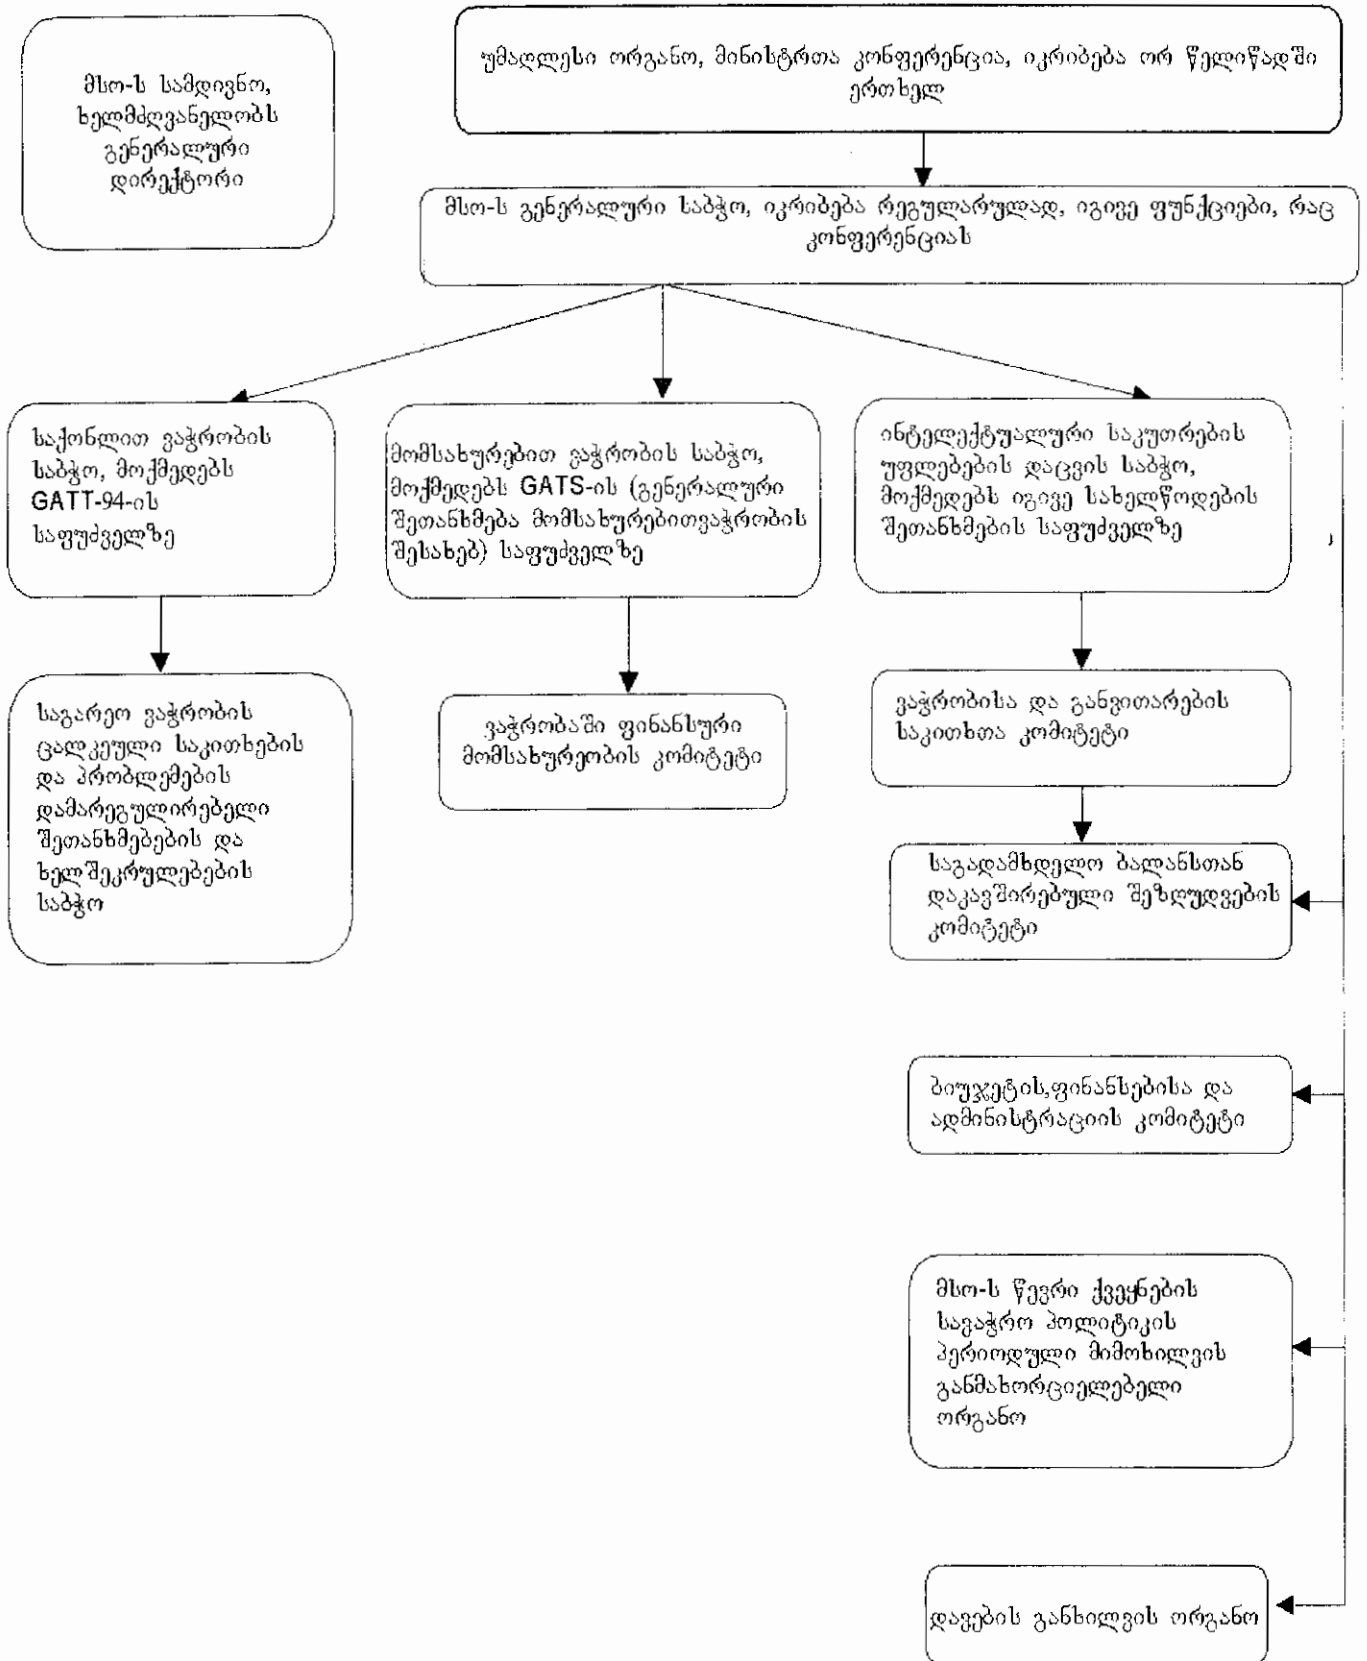 მსო-ს სამდივნო,
ხელმძღვანელობს
გენერალური
დირექტორი
უმაღლესი ორგანო, მინისტრთა კონფერენცია, იკრიბება ორ წელიწადში
ერთხელ
მსო-ს გენერალური საბჭო, იკრიბება რეგულარულად, იგივე ფუნქციები, რაც
კონფერენციას
საქონლით ვაჭრობის
საბჭო, მოქმედებს
GATT-94-ის
საფუძველზე
მომსახურებით ვაჭრობის საბჭო,
მოქმედებს GATS-ის (გენერალური
შეთანხმება მომსახურებითვაჭრობის
შესახებ) საფუძველზე
ინტელექტუალური საკუთრების
უფლებების დაცვის საბჭო,
მოქმედებს იგივე სახელწოდების
შეთანხმების საფუძველზე
საგარეო ვაჭრობის
ცალკეული საკითხების
და პრობლემების
დამარეგულირებელი
შეთანხმებების და
ხელშეკრულებების
საბჭო
ვაჭრობაში ფინანსური
მომსახურეობის კომიტეტი
ვაჭრობისა და განვითარების
საკითხთა კომიტეტი
საგადამხდელო ბალანსთან
დაკავშირებული შეზღუდვების
კომიტეტი
ბიუჯეტის,ფინანსებისა და
ადმინისტრაციის კომიტეტი
მსო-ს წევრი ქვეყნების
სავაჭრო პოლიტიკის
პერიოდული მიმოხილვის
განმახორციელებელი
ორგანო
დავების განხილვის ორგანო